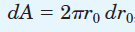 dA = 2πr₀ dr₀